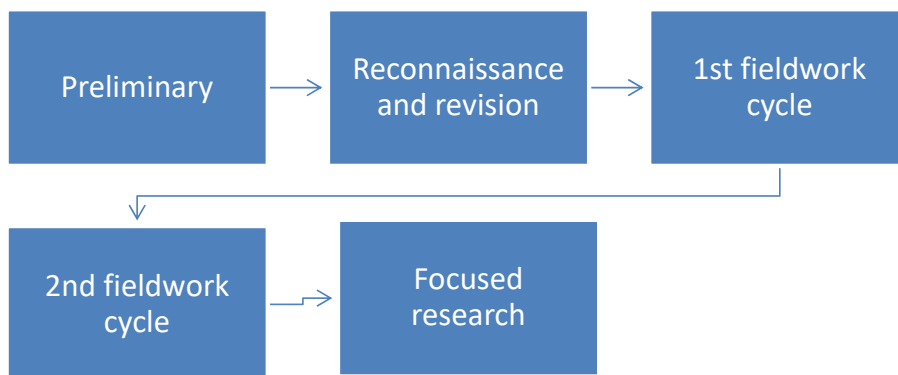 Preliminary
Reconnaissance
and revision
1st fieldwork
cycle
2nd fieldwork
cycle
Focused
research